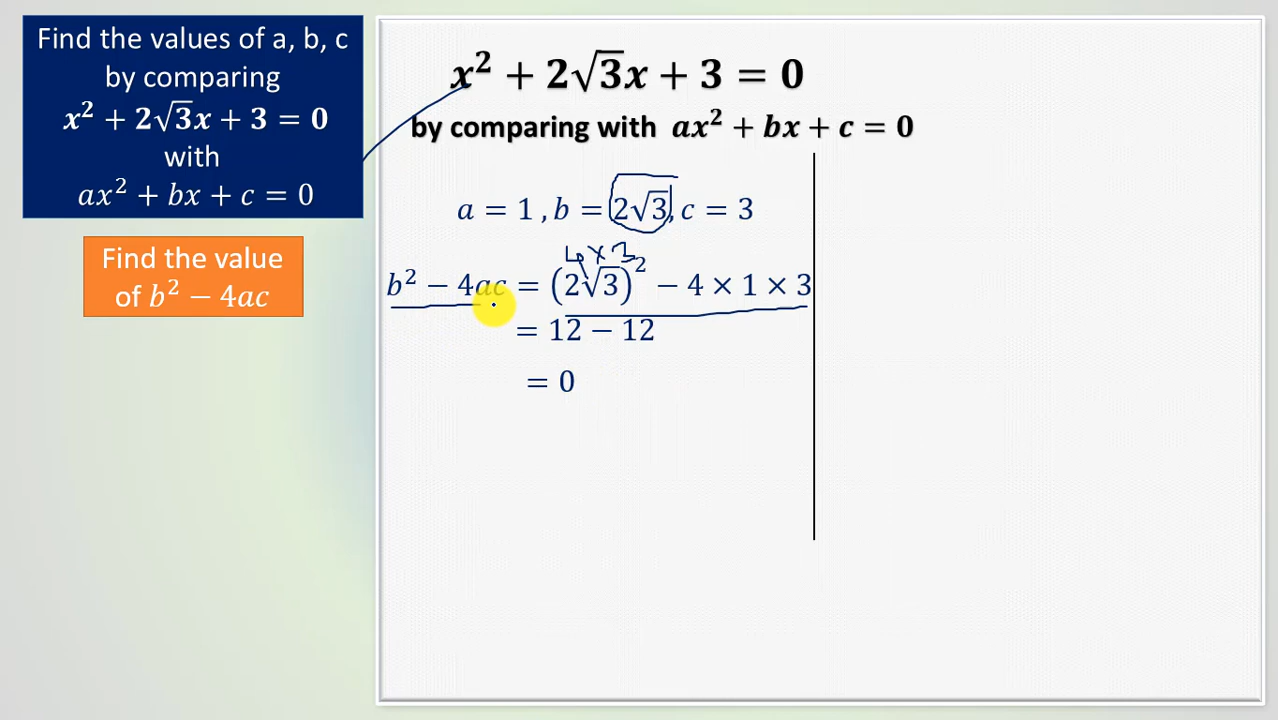 Find the values of a, b, c
by comparing
x² + 2√3x + 3 = 0
with
ax² + bx + c = 0
Find the value
of b² − 4ac
x² + 2√3x + 3 = 0
by comparing with ax² + bx + c = 0
a = 1 , b = 2√3, c = 3
4 × 3
b² − 4ac = (2√3)² − 4 × 1 × 3
= 12 − 12
= 0